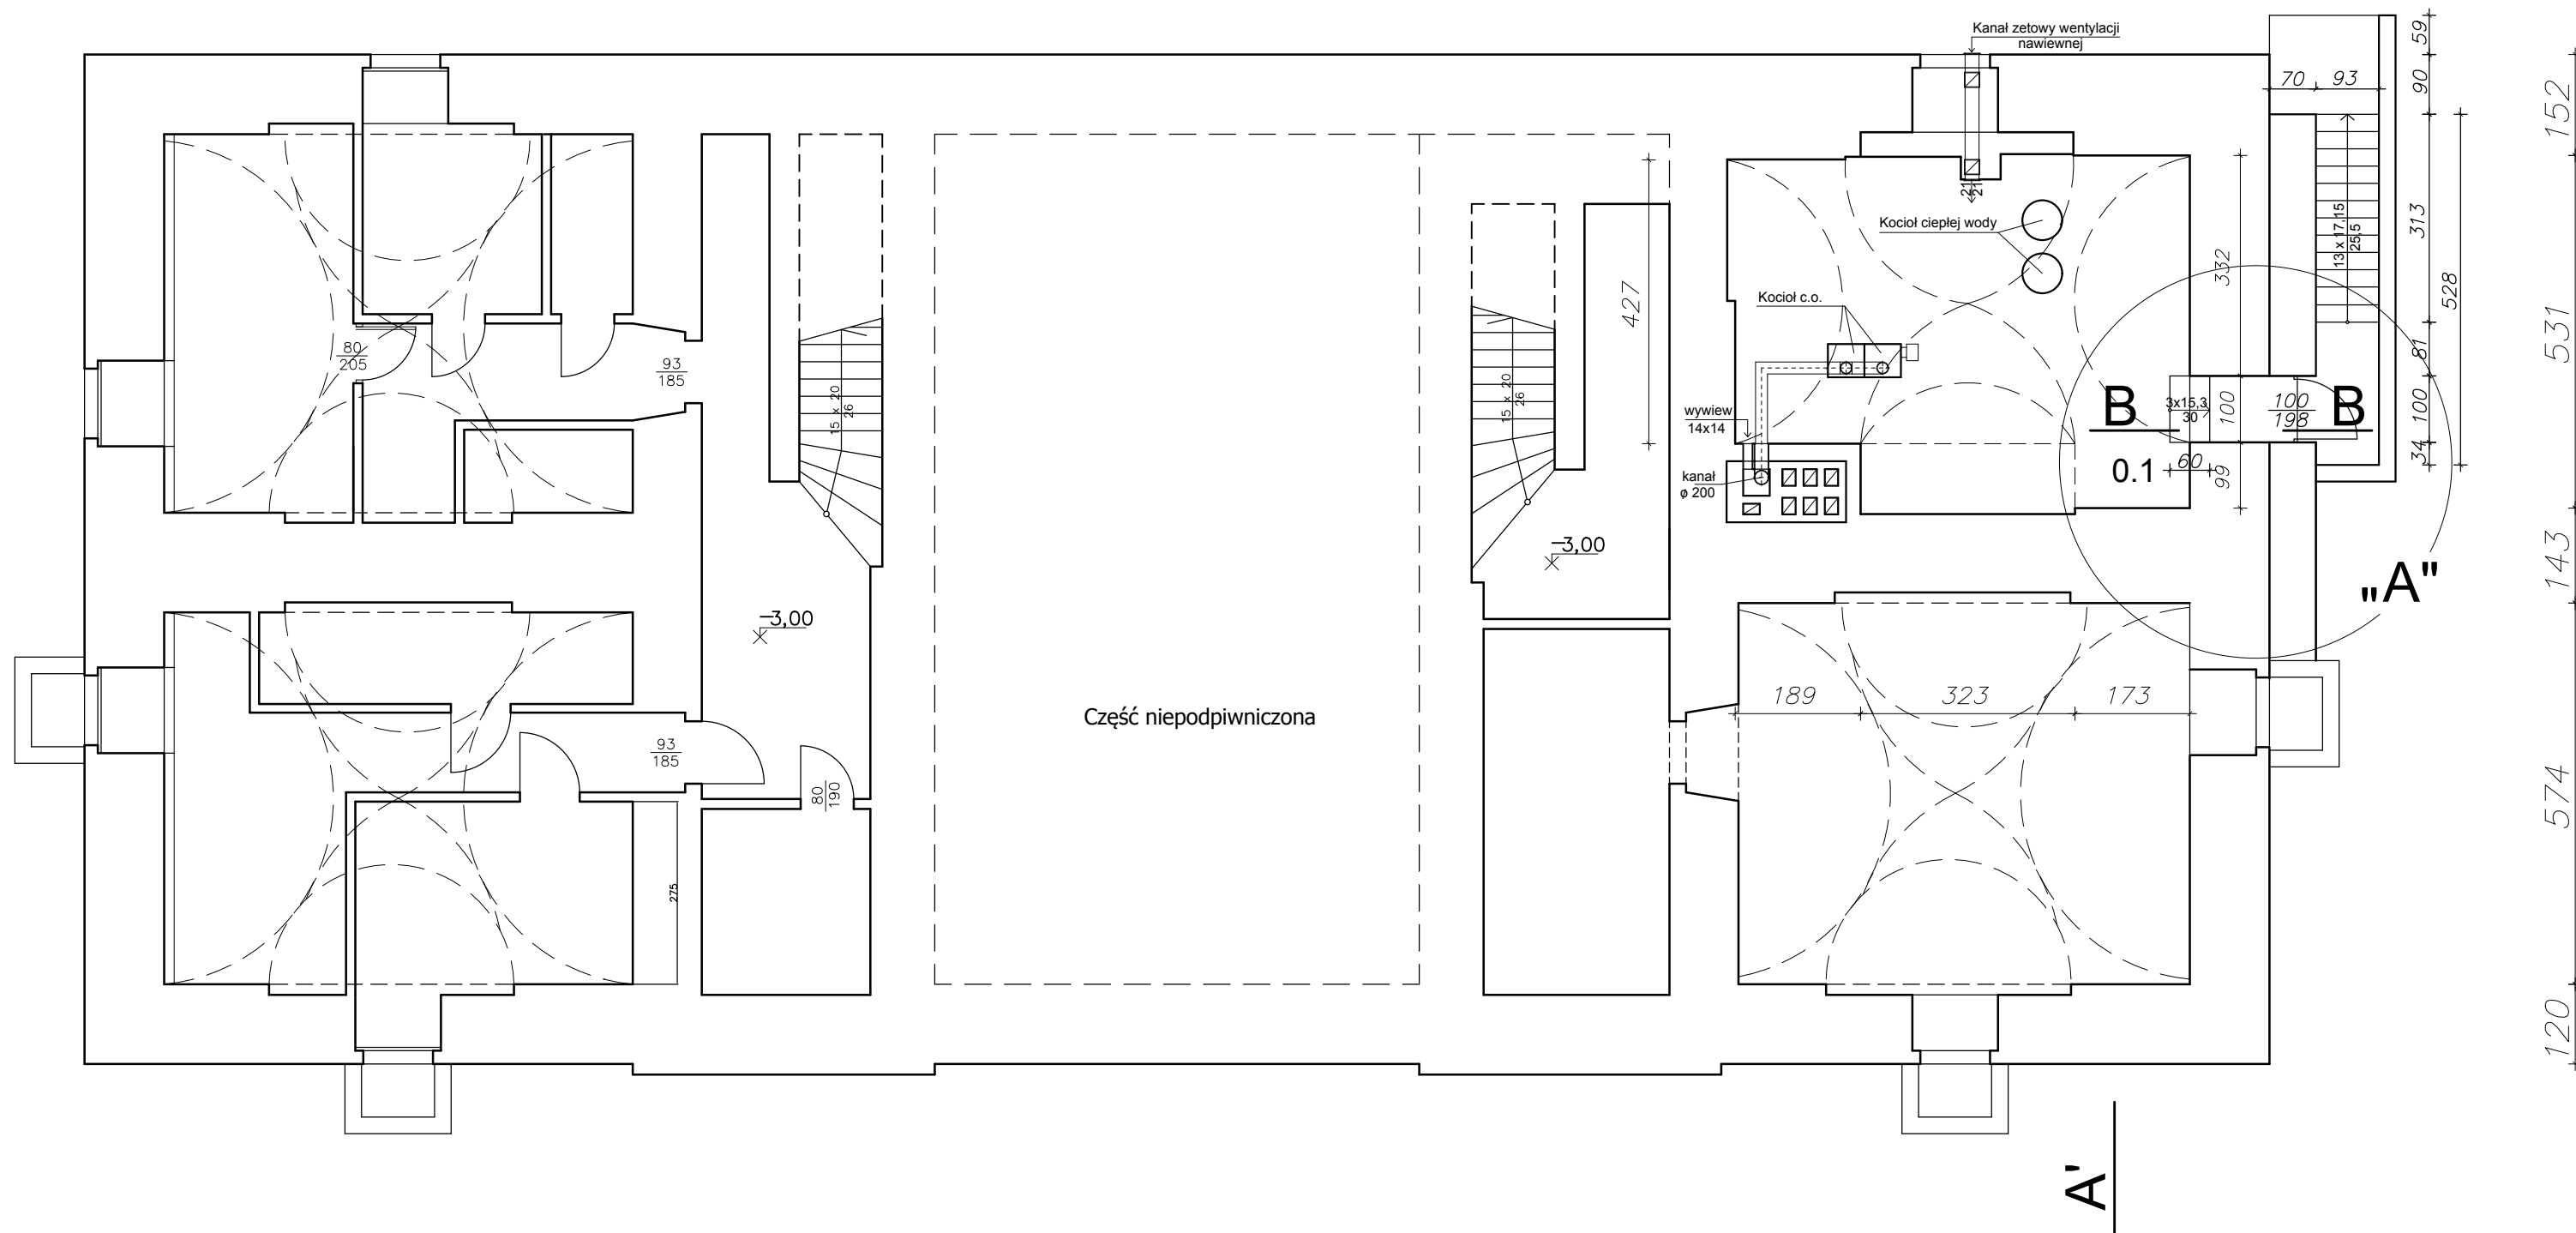 Kanał zetowy wentylacji
nawiewnej
59
90
70
93
152
21
21
Kocioł ciepłej wody
13 x 17,15
25,5
313
332
528
427
Kocioł c.o.
531
80
205
93
185
15 x 20
26
15 x 20
26
81
wywiew
14x14
B
3x15,3
30
100
100
198
B
100
34
0.1
60
99
kanał
ø 200
-3,00
-3,00
143
„A"
189
323
173
Część niepodpiwniczona
93
185
80
190
574
275
120
A'